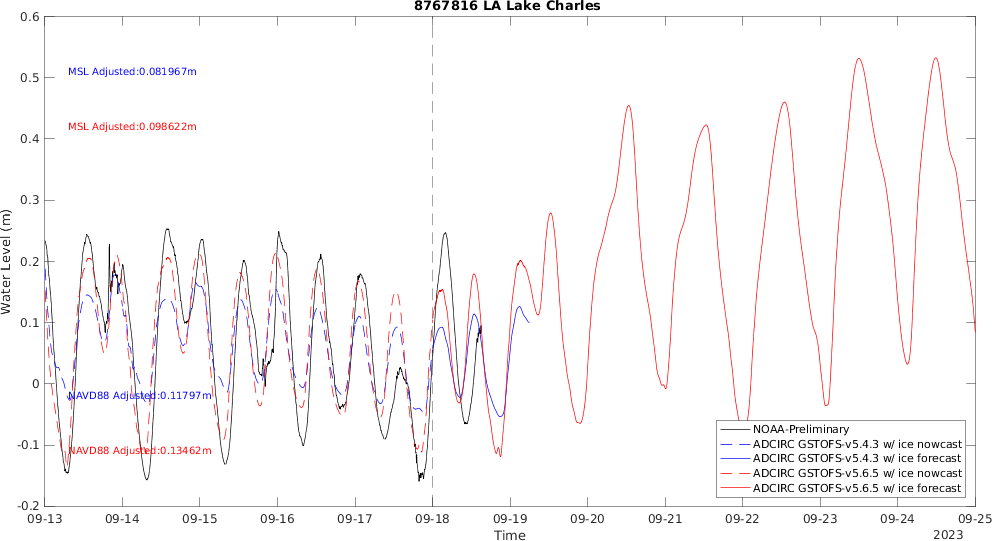 8767816 LA Lake Charles
Water Level (m)
0.6
0.5
0.4
0.3
0.2
0.1
0
-0.1
-0.2
MSL Adjusted:0.081967m
MSL Adjusted:0.098622m
NAVD88 Adjusted:0.11797m
NAVD88 Adjusted:0.13462m
NOAA-Preliminary
ADCIRC GSTOFS-v5.4.3 w/ ice nowcast
ADCIRC GSTOFS-v5.4.3 w/ ice forecast
ADCIRC GSTOFS-v5.6.5 w/ ice nowcast
ADCIRC GSTOFS-v5.6.5 w/ ice forecast
09-13 09-14 09-15 09-16 09-17 09-18 09-19 09-20 09-21 09-22 09-23 09-24 09-25
Time
2023